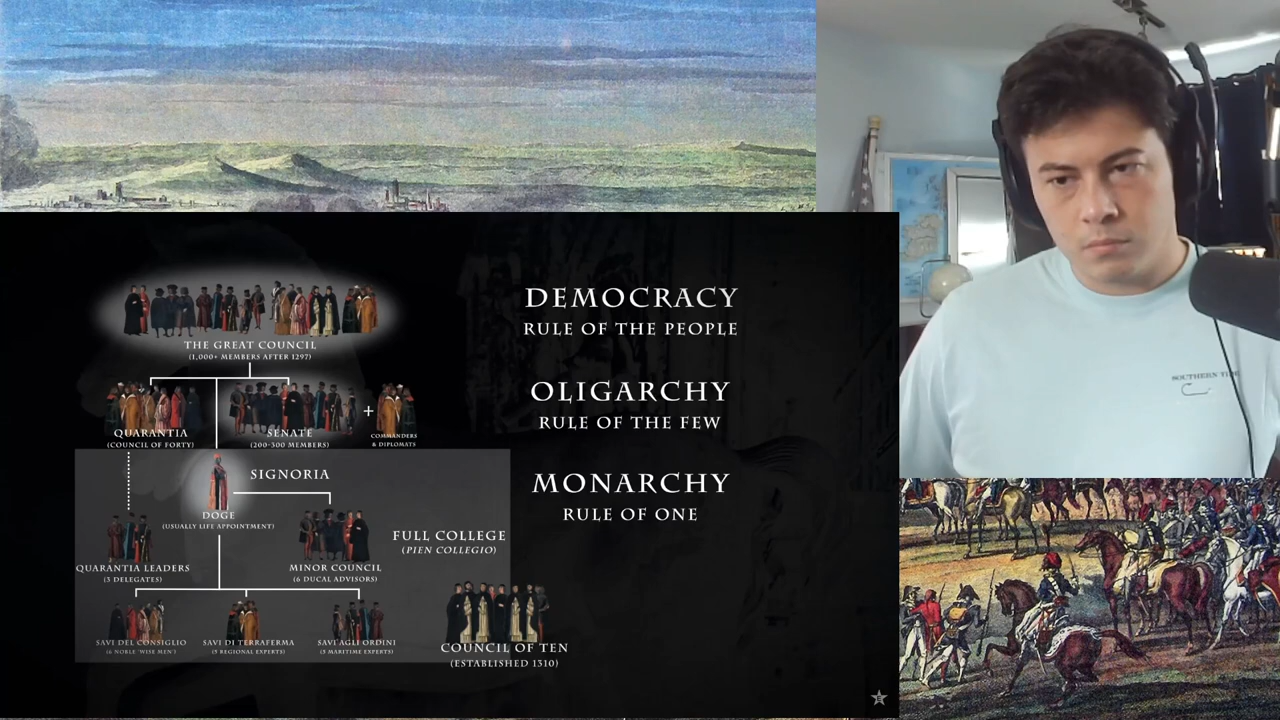 THE GREAT COUNCIL
(1,000+ MEMBERS AFTER 1297)
QUARANTIA
(COUNCIL OF FORTY)
SENATE
(200-300 MEMBERS)
+
COMMANDERS
& DIPLOMATS
SIGNORIA
DOGE
(USUALLY LIFE APPOINTMENT)
QUARANTIA LEADERS
(3 DELEGATES)
MINOR COUNCIL
(6 DUCAL ADVISORS)
FULL COLLEGE
(PIEN COLLEGIO)
SAVI DEL CONSIGLIO
(6 NOBLE 'WISE MEN')
SAVI DI TERRAFERMA
(5 REGIONAL EXPERTS)
SAVI AGLI ORDINI
(5 MARITIME EXPERTS)
COUNCIL OF TEN
(ESTABLISHED 1310)
DEMOCRACY
RULE OF THE PEOPLE
OLIGARCHY
RULE OF THE FEW
MONARCHY
RULE OF ONE
SOUTHERN